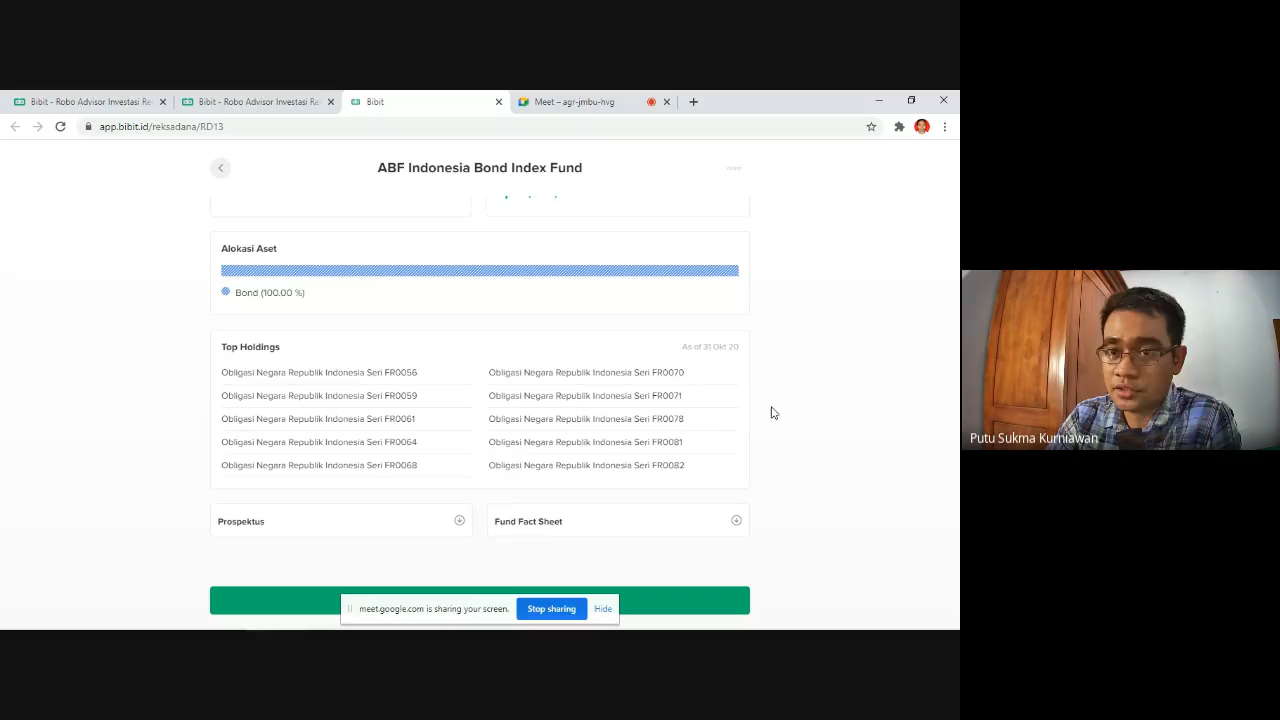 Bibit - Robo Advisor Investasi Re
Bibit - Robo Advisor Investasi Re
Bibit
Meet – agr-jmbu-hvg
app.bibit.id/reksadana/RD13
ABF Indonesia Bond Index Fund
Alokasi Aset
Bond (100.00 %)
Top Holdings
As of 31 Okt 20
Obligasi Negara Republik Indonesia Seri FR0056
Obligasi Negara Republik Indonesia Seri FR0070
Obligasi Negara Republik Indonesia Seri FR0059
Obligasi Negara Republik Indonesia Seri FR0071
Obligasi Negara Republik Indonesia Seri FR0061
Obligasi Negara Republik Indonesia Seri FR0078
Obligasi Negara Republik Indonesia Seri FR0064
Obligasi Negara Republik Indonesia Seri FR0081
Obligasi Negara Republik Indonesia Seri FR0068
Obligasi Negara Republik Indonesia Seri FR0082
Prospektus
Fund Fact Sheet
meet.google.com is sharing your screen.
Stop sharing
Hide
Putu Sukma Kurniawan